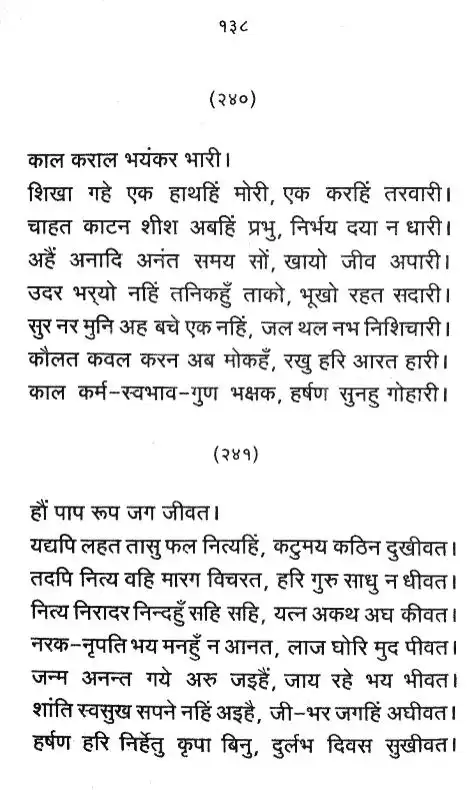 १३८
(२४०)
काल कराल भयंकर भारी।
शिखा गहे एक हाथहिं मोरी, एक करहिं तरवारी।
चाहत काटन शीश अबहिं प्रभु, निर्भय दया न धारी।
अहैं अनादि अनंत समय सों, खायो जीव अपारी।
उदर भर्‌यो नहिं तनिकहुँ ताको, भूखो रहत सदारी।
सुर नर मुनि अह बचे एक नहिं, जल थल नभ निशिचारी।
कौलत कवल करन अब मोकहँ, रखु हरि आरत हारी।
काल कर्म-स्वभाव-गुण भक्षक, हर्षण सुनहु गोहारी।
(२४१)
हौं पाप रूप जग जीवत।
यद्यपि लहत तासु फल नित्यहिं, कटुमय कठिन दुखीवत।
तदपि नित्य वहि मारग विचरत, हरि गुरु साधु न धीवत।
नित्य निरादर निन्दहुँ सहि सहि, यत्न अकथ अघ कीवत।
नरक-नृपति भय मनहुँ न आनत, लाज घोरि मुद पीवत।
जन्म अनन्त गये अरु जइहैं, जाय रहे भय भीवत।
शांति स्वसुख सपने नहिं अइहै, जी-भर जगहिं अघीवत।
हर्षण हरि निर्हेतु कृपा बिनु, दुर्लभ दिवस सुखीवत।